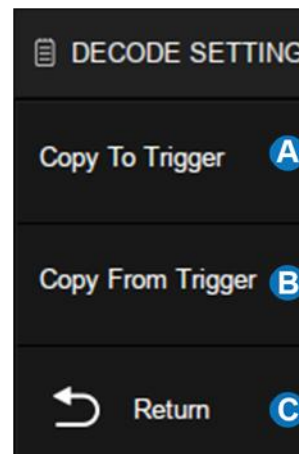 DECODE SETTING
Copy To Trigger A
Copy From Trigger B
Return C